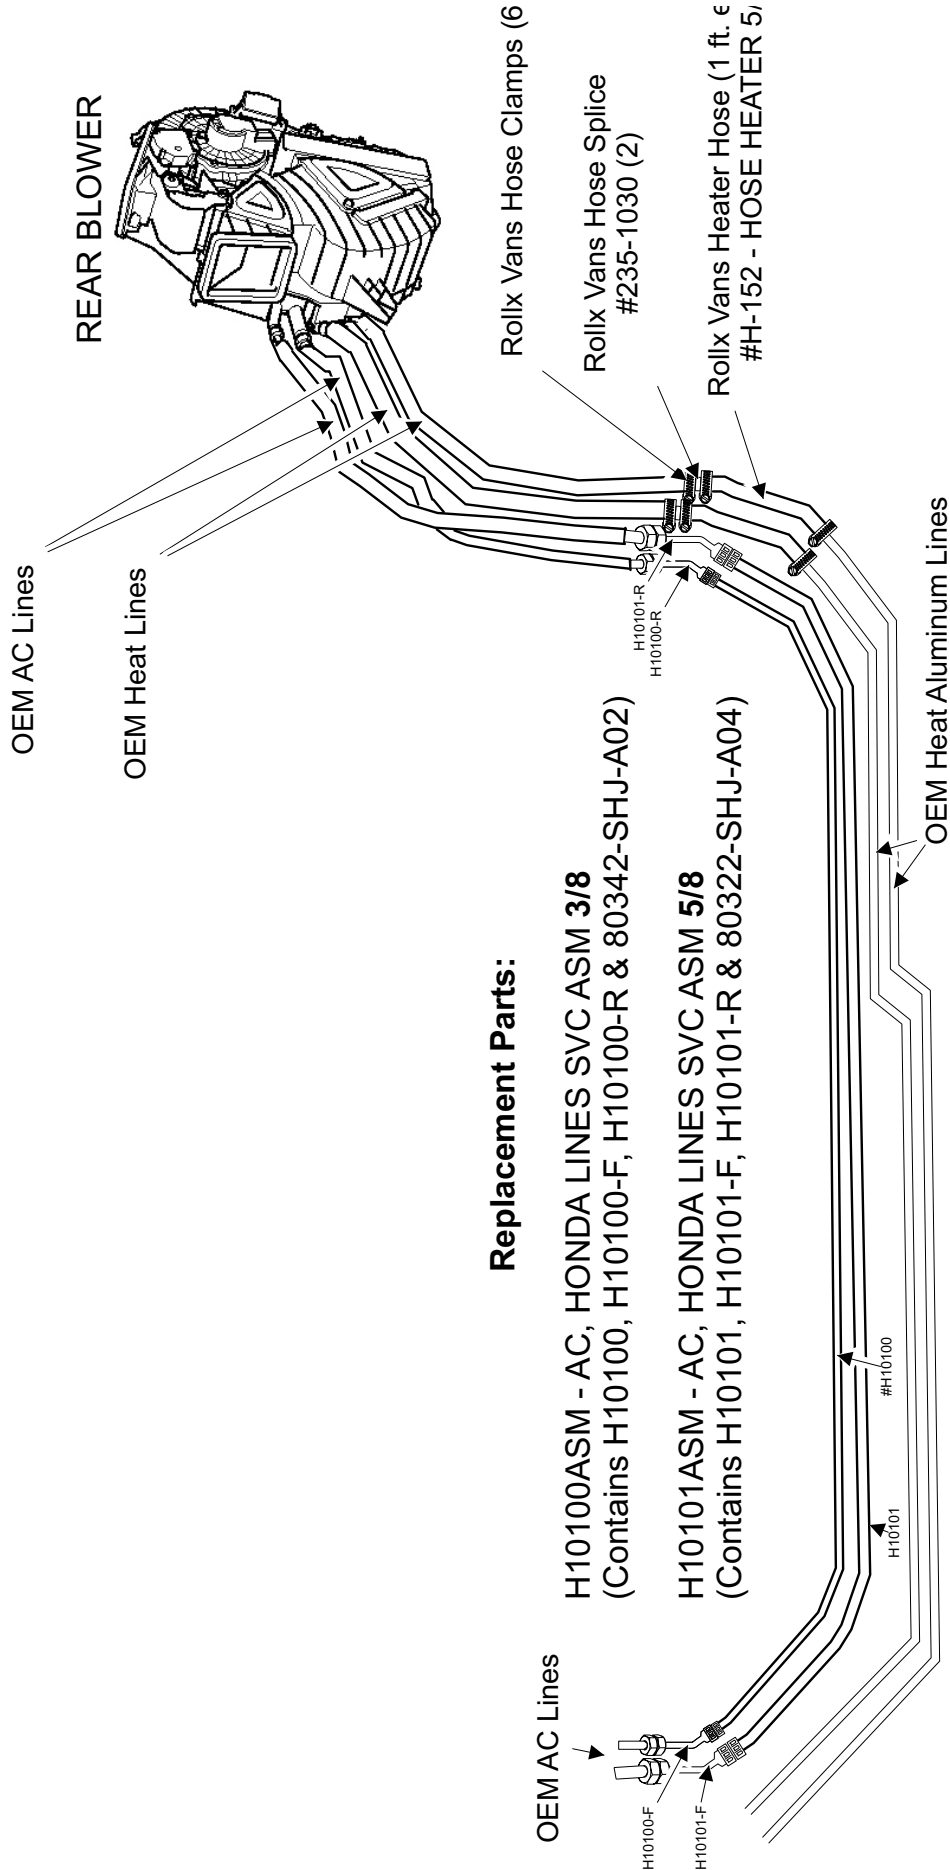 REAR BLOWER
OEM AC Lines
OEM Heat Lines
Rollx Vans Hose Clamps (6
Rollx Vans Hose Splice
#235-1030 (2)
Rollx Vans Heater Hose (1 ft.
#H-152 - HOSE HEATER 5/
H10101-R
H10100-R
Replacement Parts:
H10100ASM - AC, HONDA LINES SVC ASM 3/8
(Contains H10100, H10100-F, H10100-R & 80342-SHJ-A02)
H10101ASM - AC, HONDA LINES SVC ASM 5/8
(Contains H10101, H10101-F, H10101-R & 80322-SHJ-A04)
OEM Heat Aluminum Lines
#H10100
H10101
OEM AC Lines
H10100-F
H10101-F